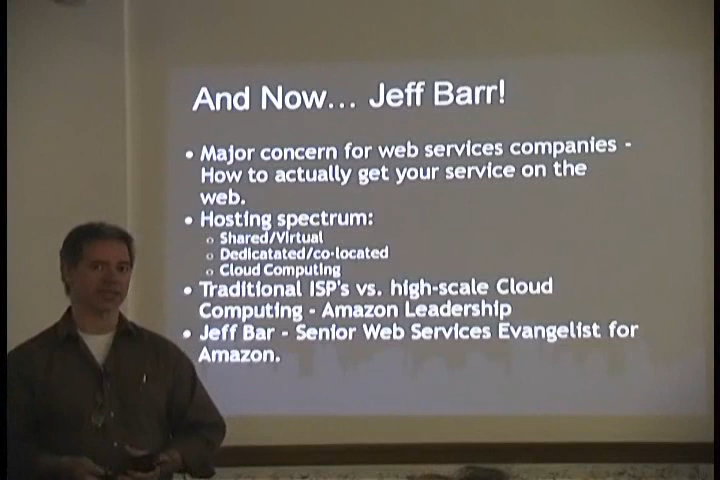 And Now... Jeff Barr!
• Major concern for web services companies -
How to actually get your service on the
web.
• Hosting spectrum:
o Shared/Virtual
o Dedicatated/co-located
o Cloud Computing
• Traditional ISP's vs. high-scale Cloud
Computing - Amazon Leadership
• Jeff Bar - Senior Web Services Evangelist for
Amazon.